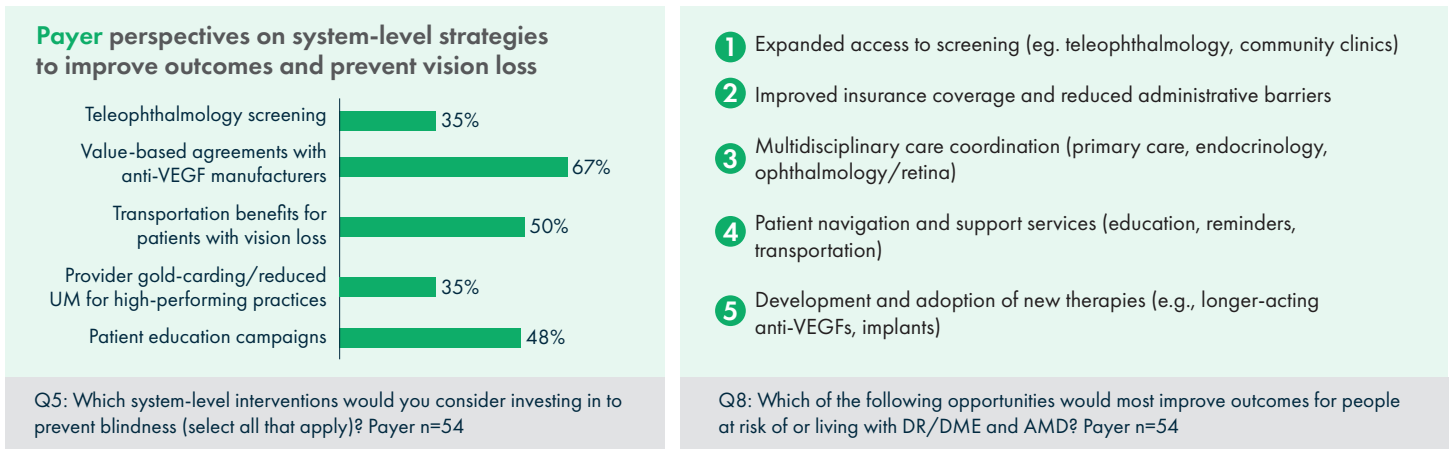 Payer perspectives on system-level strategies
to improve outcomes and prevent vision loss
Teleophthalmology screening
35%
Value-based agreements with
anti-VEGF manufacturers
67%
Transportation benefits for
patients with vision loss
50%
Provider gold-carding/reduced
UM for high-performing practices
35%
Patient education campaigns
48%
Q5: Which system-level interventions would you consider investing in to
prevent blindness (select all that apply)? Payer n=54
1 Expanded access to screening (eg. teleophthalmology, community clinics)
2 Improved insurance coverage and reduced administrative barriers
3 Multidisciplinary care coordination (primary care, endocrinology,
ophthalmology/retina)
4 Patient navigation and support services (education, reminders,
transportation)
5 Development and adoption of new therapies (e.g., longer-acting
anti-VEGFs, implants)
Q8: Which of the following opportunities would most improve outcomes for people
at risk of or living with DR/DME and AMD? Payer n=54